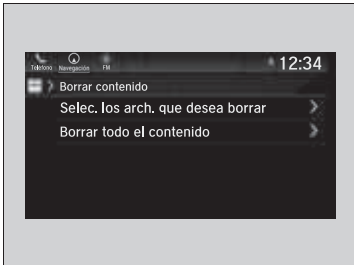 Teléfono Navegación FM 12:34
Borrar contenido
Selec. los arch. que desea borrar
Borrar todo el contenido